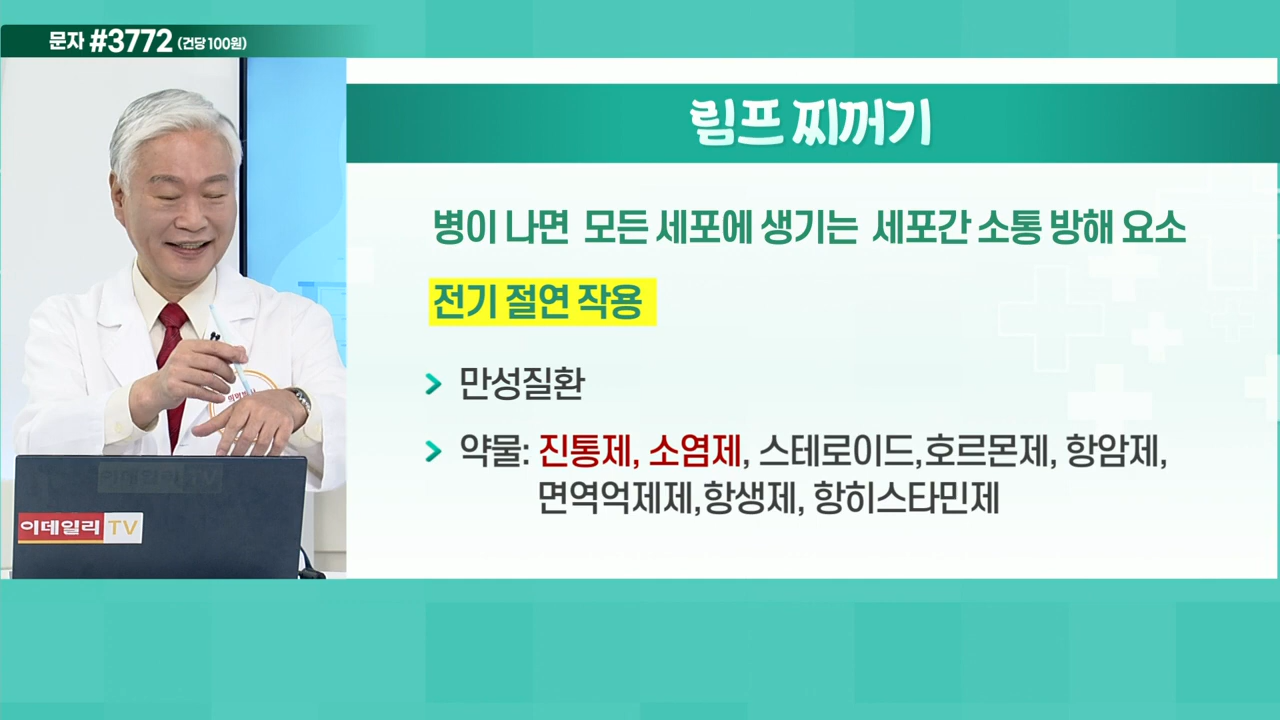 문자 #3772 (건당 100원)
림프 찌꺼기
병이 나면 모든 세포에 생기는 세포간 소통 방해 요소
전기 절연 작용
만성질환
약물: 진통제, 소염제, 스테로이드,호르몬제, 항암제,
면역억제제,항생제, 항히스타민제
이데일리 TV